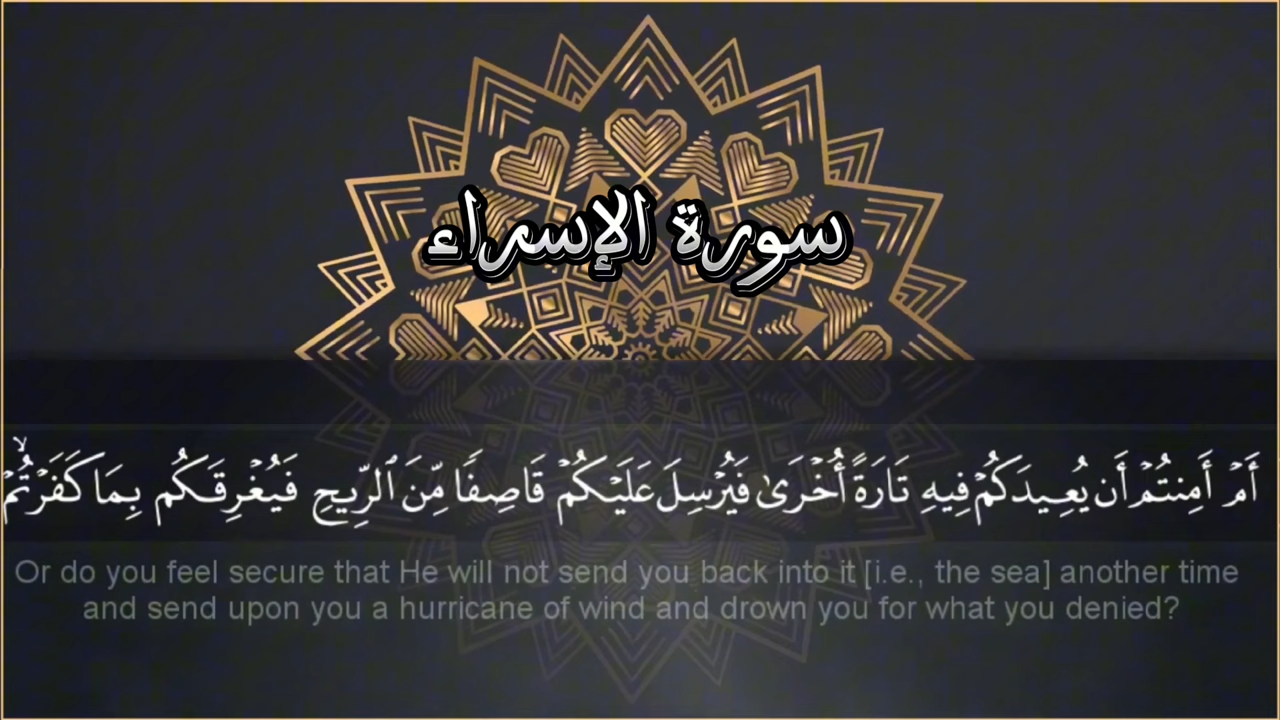 سورة الإسراء
أَمۡ أَمِنتُمۡ أَن يُعِيدَكُمۡ فِيهِ تَارَةً أُخۡرَىٰ فَيُرۡسِلَ عَلَيۡكُمۡ قَاصِفٗا مِّنَ ٱلرِّيحِ فَيُغۡرِقَكُم بِمَا كَفَرۡتُمۡ ۙ
Or do you feel secure that He will not send you back into it [i.e., the sea] another time
and send upon you a hurricane of wind and drown you for what you denied?